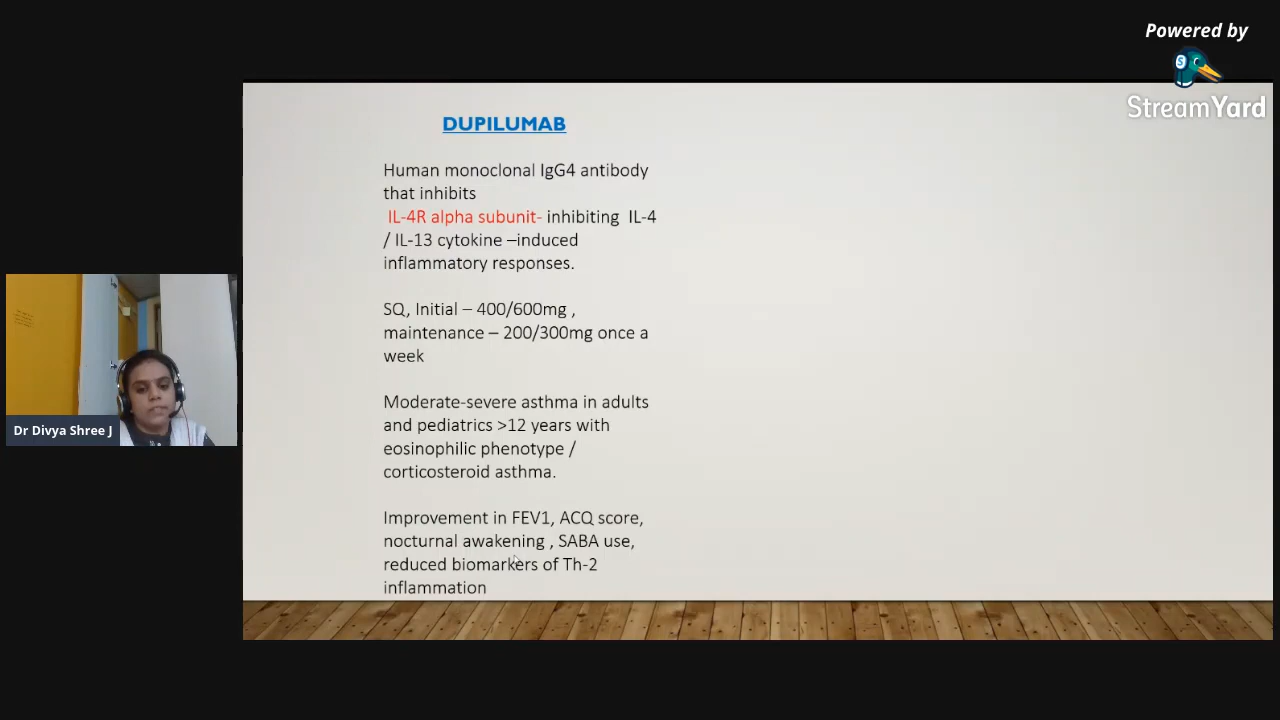 Powered by
StreamYard
DUPILUMAB
Human monoclonal IgG4 antibody
that inhibits
IL-4R alpha subunit- inhibiting IL-4
/ IL-13 cytokine –induced
inflammatory responses.
SQ, Initial – 400/600mg ,
maintenance – 200/300mg once a
week
Moderate-severe asthma in adults
and pediatrics >12 years with
eosinophilic phenotype /
corticosteroid asthma.
Improvement in FEV1, ACQ score,
nocturnal awakening , SABA use,
reduced biomarkers of Th-2
inflammation
Dr Divya Shree J